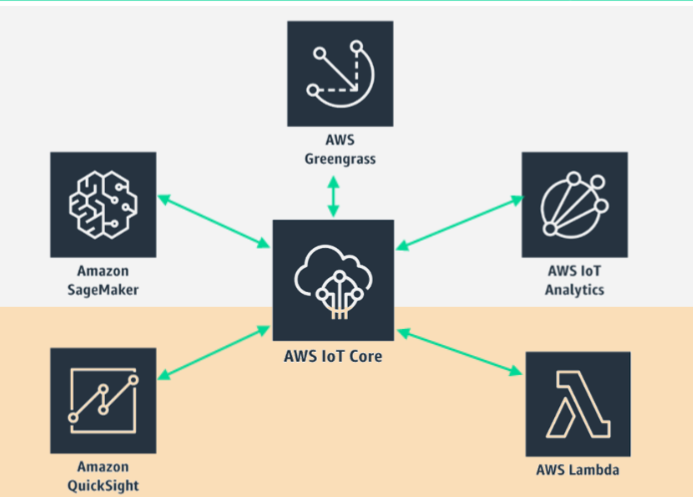 AWS
Greengrass
Amazon
SageMaker
AWS IoT
Analytics
AWS IoT Core
Amazon
QuickSight
AWS Lambda